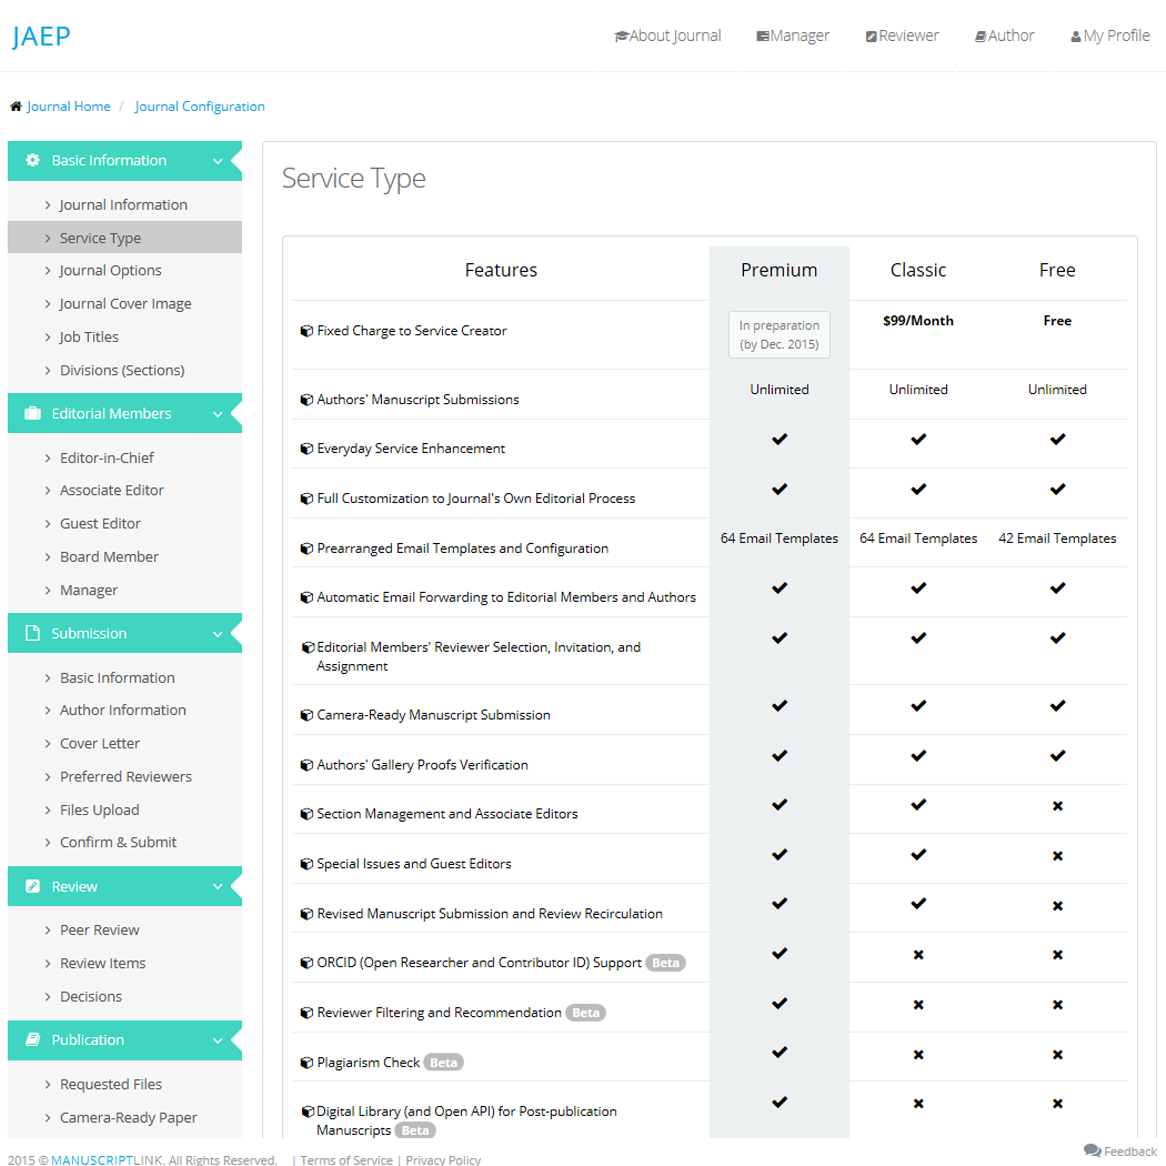 JAEP
About Journal Manager Reviewer Author My Profile
Journal Home / Journal Configuration
Basic Information
Journal Information
Service Type
Journal Options
Journal Cover Image
Job Titles
Divisions (Sections)
Editorial Members
Editor-in-Chief
Associate Editor
Guest Editor
Board Member
Manager
Submission
Basic Information
Author Information
Cover Letter
Preferred Reviewers
Files Upload
Confirm & Submit
Review
Peer Review
Review Items
Decisions
Publication
Requested Files
Camera-Ready Paper
Service Type
Features Premium Classic Free
Fixed Charge to Service Creator In preparation (by Dec. 2015) $99/Month Free
Authors' Manuscript Submissions Unlimited Unlimited Unlimited
Everyday Service Enhancement
Full Customization to Journal's Own Editorial Process
Prearranged Email Templates and Configuration 64 Email Templates 64 Email Templates 42 Email Templates
Automatic Email Forwarding to Editorial Members and Authors
Editorial Members' Reviewer Selection, Invitation, and
Assignment
Camera-Ready Manuscript Submission
Authors' Gallery Proofs Verification
Section Management and Associate Editors
Special Issues and Guest Editors
Revised Manuscript Submission and Review Recirculation
ORCID (Open Researcher and Contributor ID) Support Beta
Reviewer Filtering and Recommendation Beta
Plagiarism Check Beta
Digital Library (and Open API) for Post-publication
Manuscripts Beta
2015 © MANUSCRIPTLINK. All Rights Reserved. | Terms of Service | Privacy Policy
Feedback